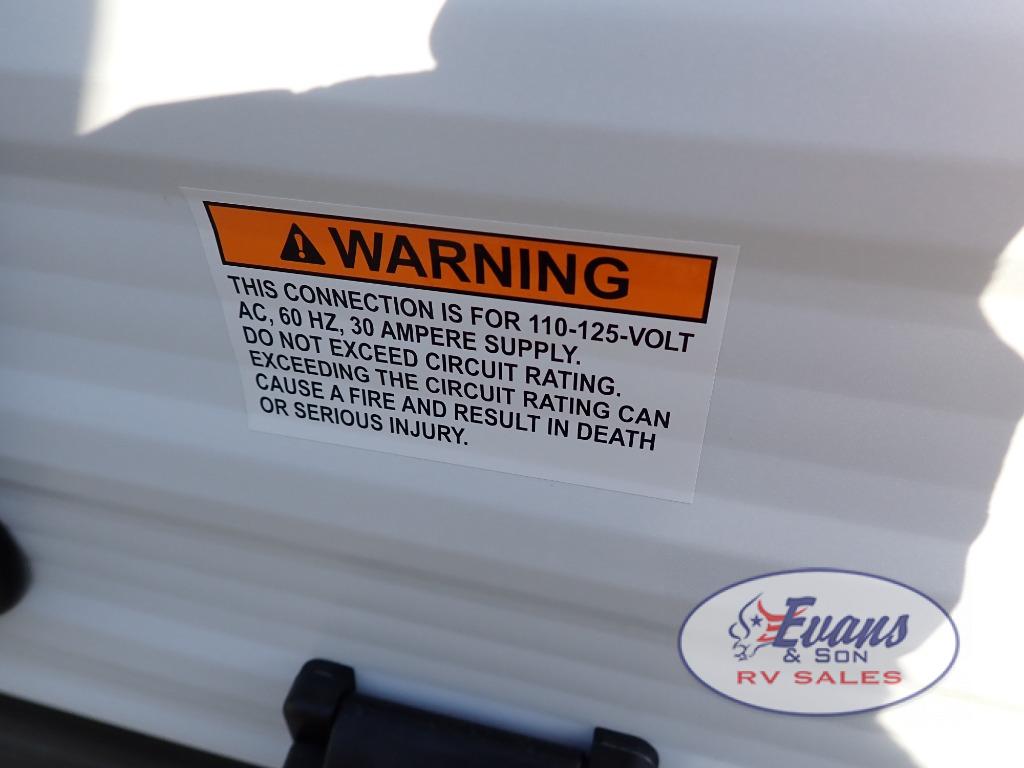 WARNING
THIS CONNECTION IS FOR 110-125-VOLT
AC, 60 HZ, 30 AMPERE SUPPLY.
DO NOT EXCEED CIRCUIT RATING.
EXCEEDING THE CIRCUIT RATING CAN
CAUSE A FIRE AND RESULT IN DEATH
OR SERIOUS INJURY.
Evans
& SON
RV SALES